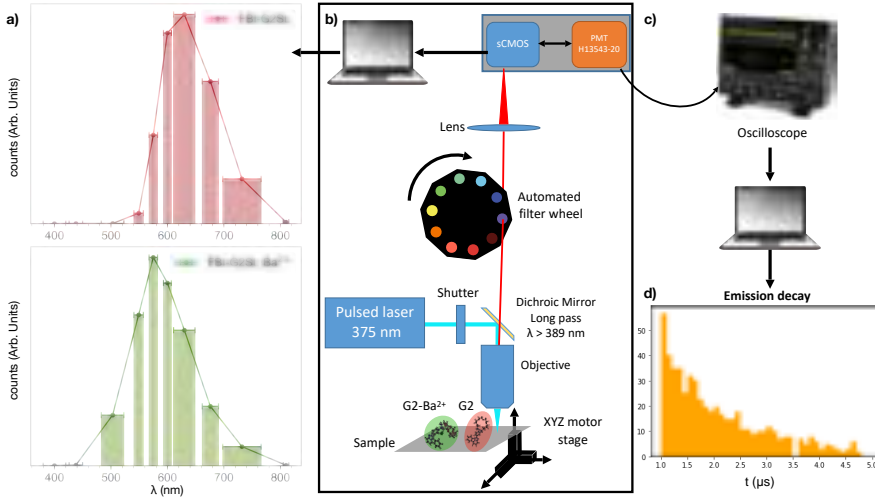 a)
counts (Arb. Units)
400 500 600 700 800
counts (Arb. Units)
400 500 600 700 800
λ (nm)
b)
sCMOS
PMT
H13543-20
Lens
Automated
filter wheel
Shutter
Pulsed laser
375 nm
Dichroic Mirror
Long pass
λ > 389 nm
Objective
G2-Ba²⁺
G2
XYZ motor
stage
Sample
c)
Oscilloscope
d)
Emission decay
50
40
30
20
10
0
1.0 1.5 2.0 2.5 3.0 3.5 4.0 4.5 5.0
t (μs)